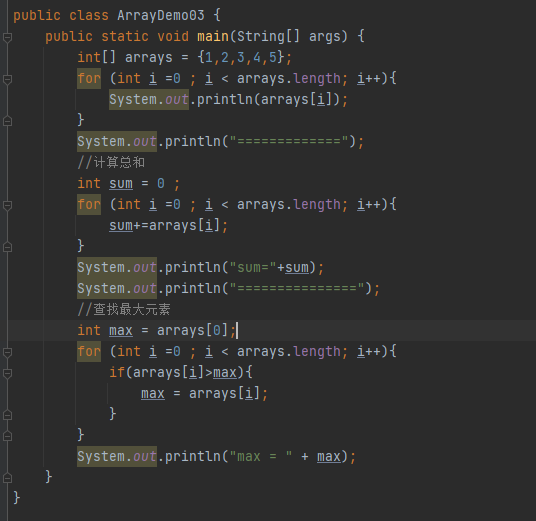 public class ArrayDemo03 {
    public static void main(String[] args) {
        int[] arrays = {1,2,3,4,5};
        for (int i =0 ; i < arrays.length; i++){
            System.out.println(arrays[i]);
        }
        System.out.println("=============");
        //计算总和
        int sum = 0 ;
        for (int i =0 ; i < arrays.length; i++){
            sum+=arrays[i];
        }
        System.out.println("sum="+sum);
        System.out.println("===============");
        //查找最大元素
        int max = arrays[0];
        for (int i =0 ; i < arrays.length; i++){
            if(arrays[i]>max){
                max = arrays[i];
            }
        }
        System.out.println("max = " + max);
    }
}